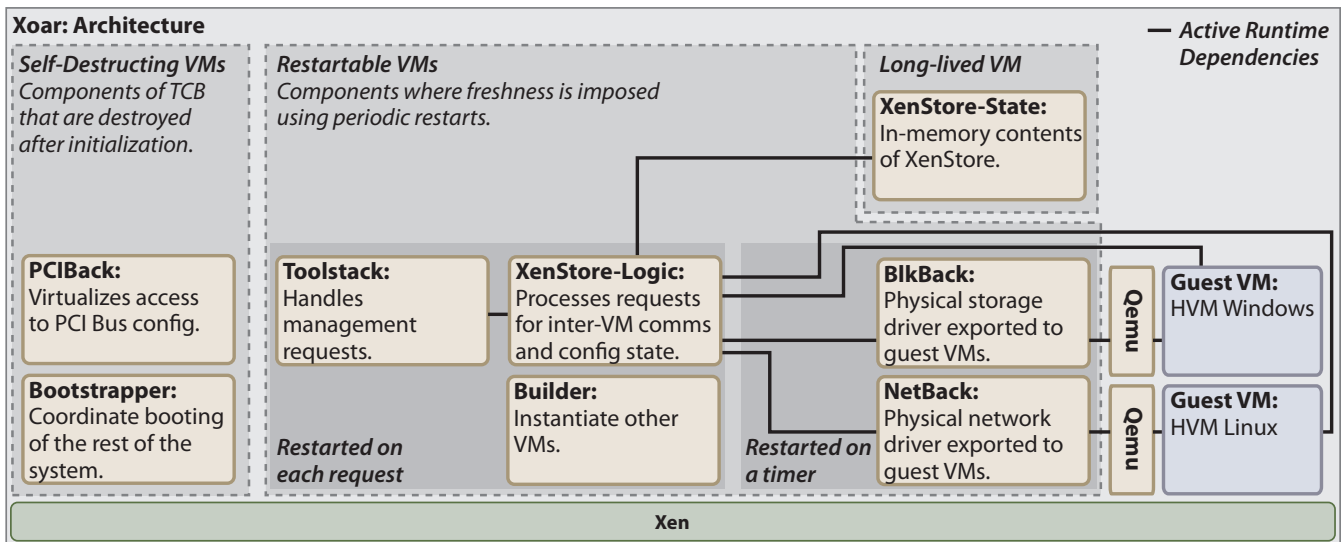 Xoar: Architecture
Active Runtime
Dependencies
Self-Destructing VMs
Components of TCB
that are destroyed
after initialization.
Restartable VMs
Components where freshness is imposed
using periodic restarts.
Long-lived VM
XenStore-State:
In-memory contents
of XenStore.
PCIBack:
Virtualizes access
to PCI Bus config.
Bootstrapper:
Coordinate booting
of the rest of the
system.
Toolstack:
Handles
management
requests.
XenStore-Logic:
Processes requests
for inter-VM comms
and config state.
Builder:
Instantiate other
VMs.
Restarted on
each request
BlkBack:
Physical storage
driver exported to
guest VMs.
NetBack:
Physical network
driver exported to
guest VMs.
Restarted on
a timer
Qemu
Guest VM:
HVM Windows
Qemu
Guest VM:
HVM Linux
Xen